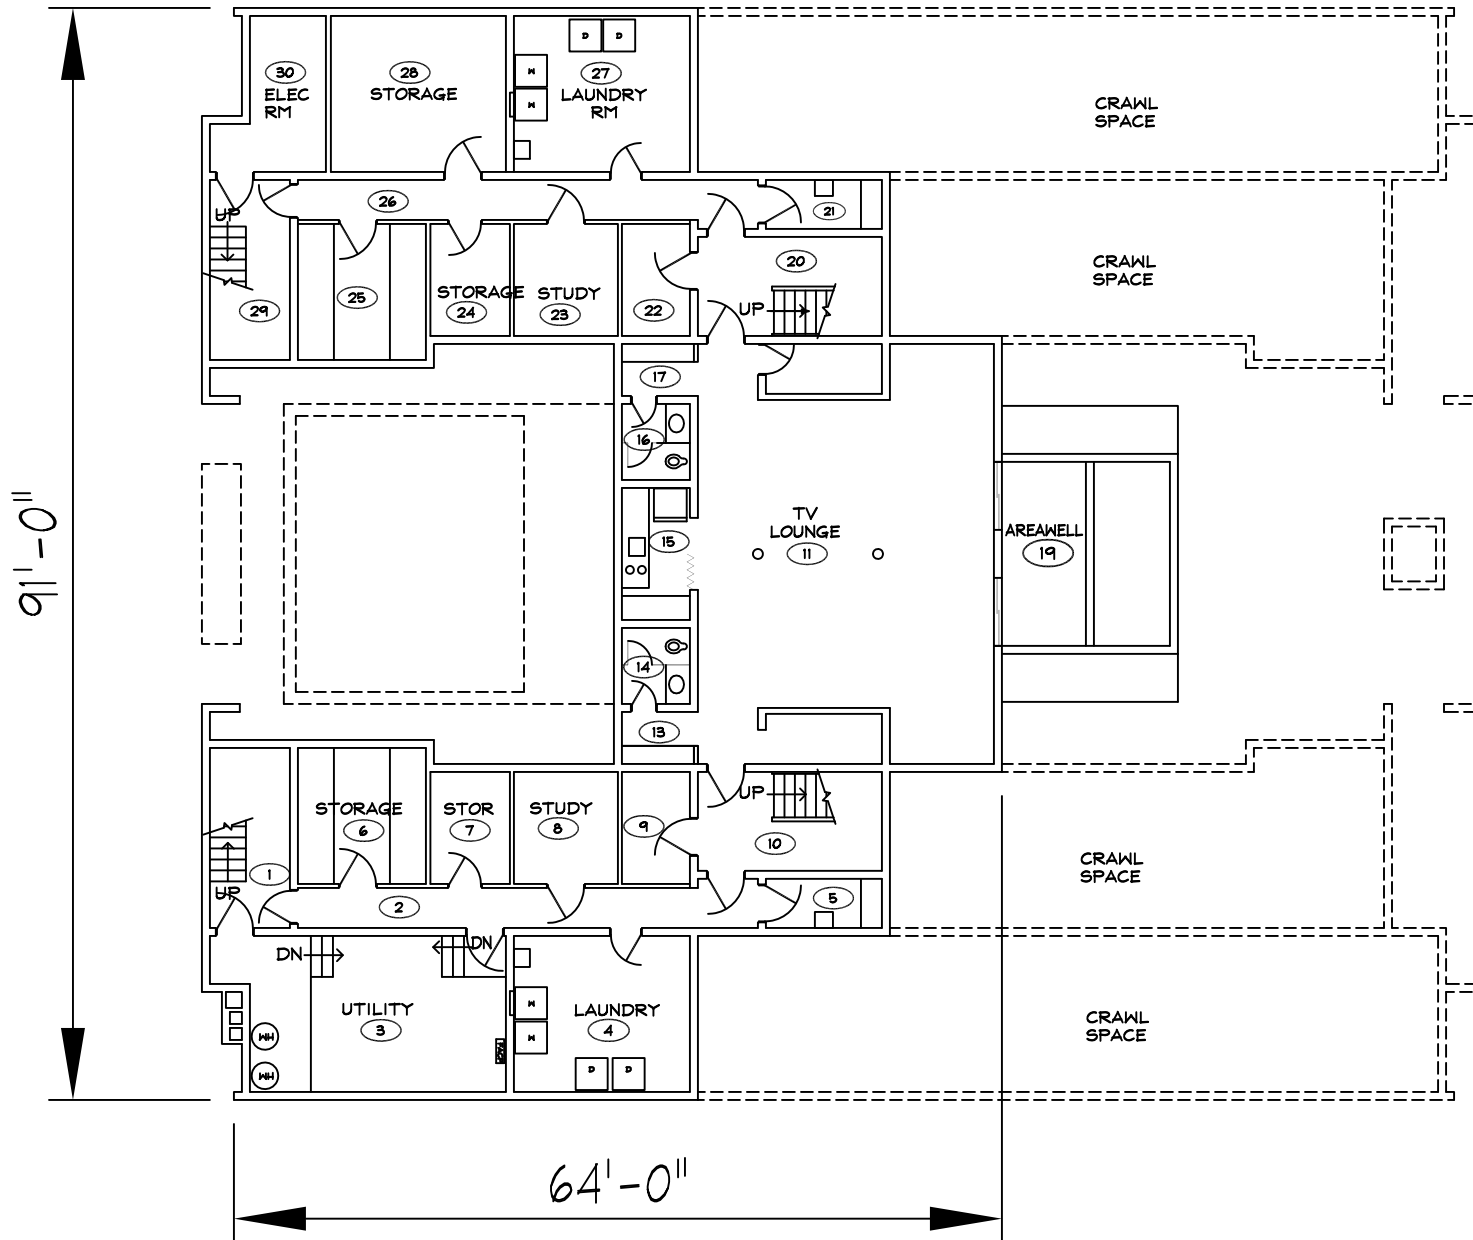 30
ELEC
RM
28
STORAGE
D
D
W
W
27
LAUNDRY
RM
CRAWL
SPACE
UP
26
21
29
25
STORAGE
24
STUDY
23
22
20
UP
CRAWL
SPACE
17
16
15
TV
LOUNGE
11
AREAWELL
19
91'-0"
14
13
1
UP
STORAGE
6
STOR
7
STUDY
8
9
UP
10
CRAWL
SPACE
2
5
DN
DN
UTILITY
3
WH
WH
LAUNDRY
4
W
W
D
D
CRAWL
SPACE
64'-0"